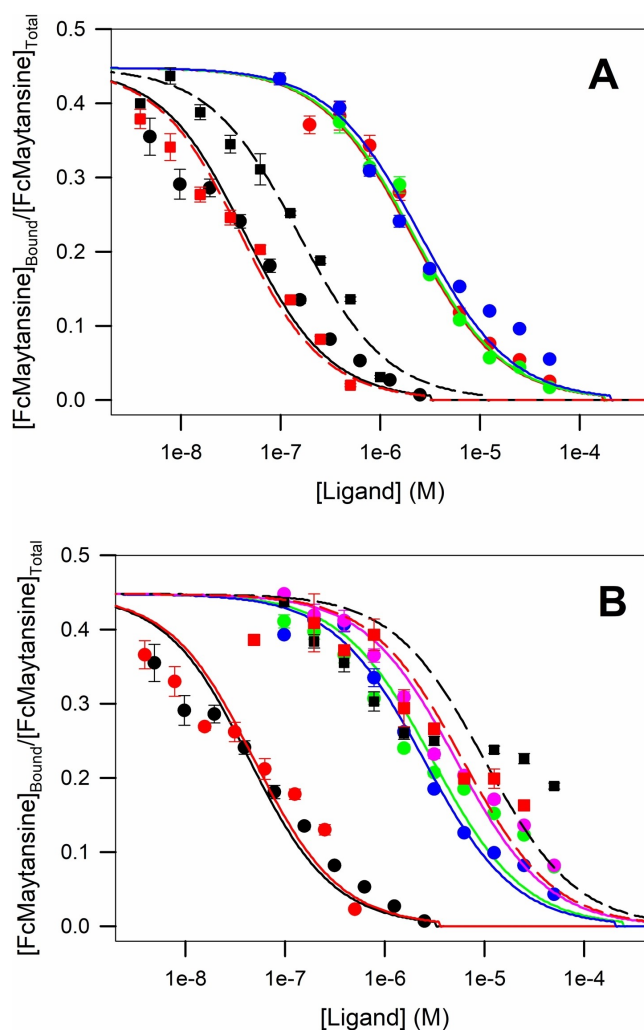 A
0.5
0.4
0.3
0.2
0.1
0.0
[FcMaytansine]Bound/[FcMaytansine]Total
1e-8 1e-7 1e-6 1e-5 1e-4
[Ligand] (M)
B
0.5
0.4
0.3
0.2
0.1
0.0
[FcMaytansine]Bound/[FcMaytansine]Total
1e-8 1e-7 1e-6 1e-5 1e-4
[Ligand] (M)